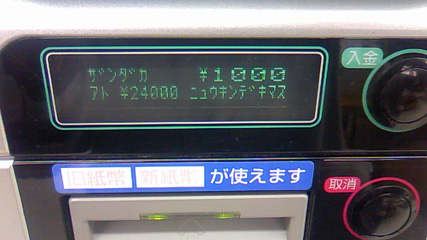 ザンダカ ¥1000
アト ¥24000 ニュウキンデキマス
入金
旧紙幣 新紙幣 が使えます
取消